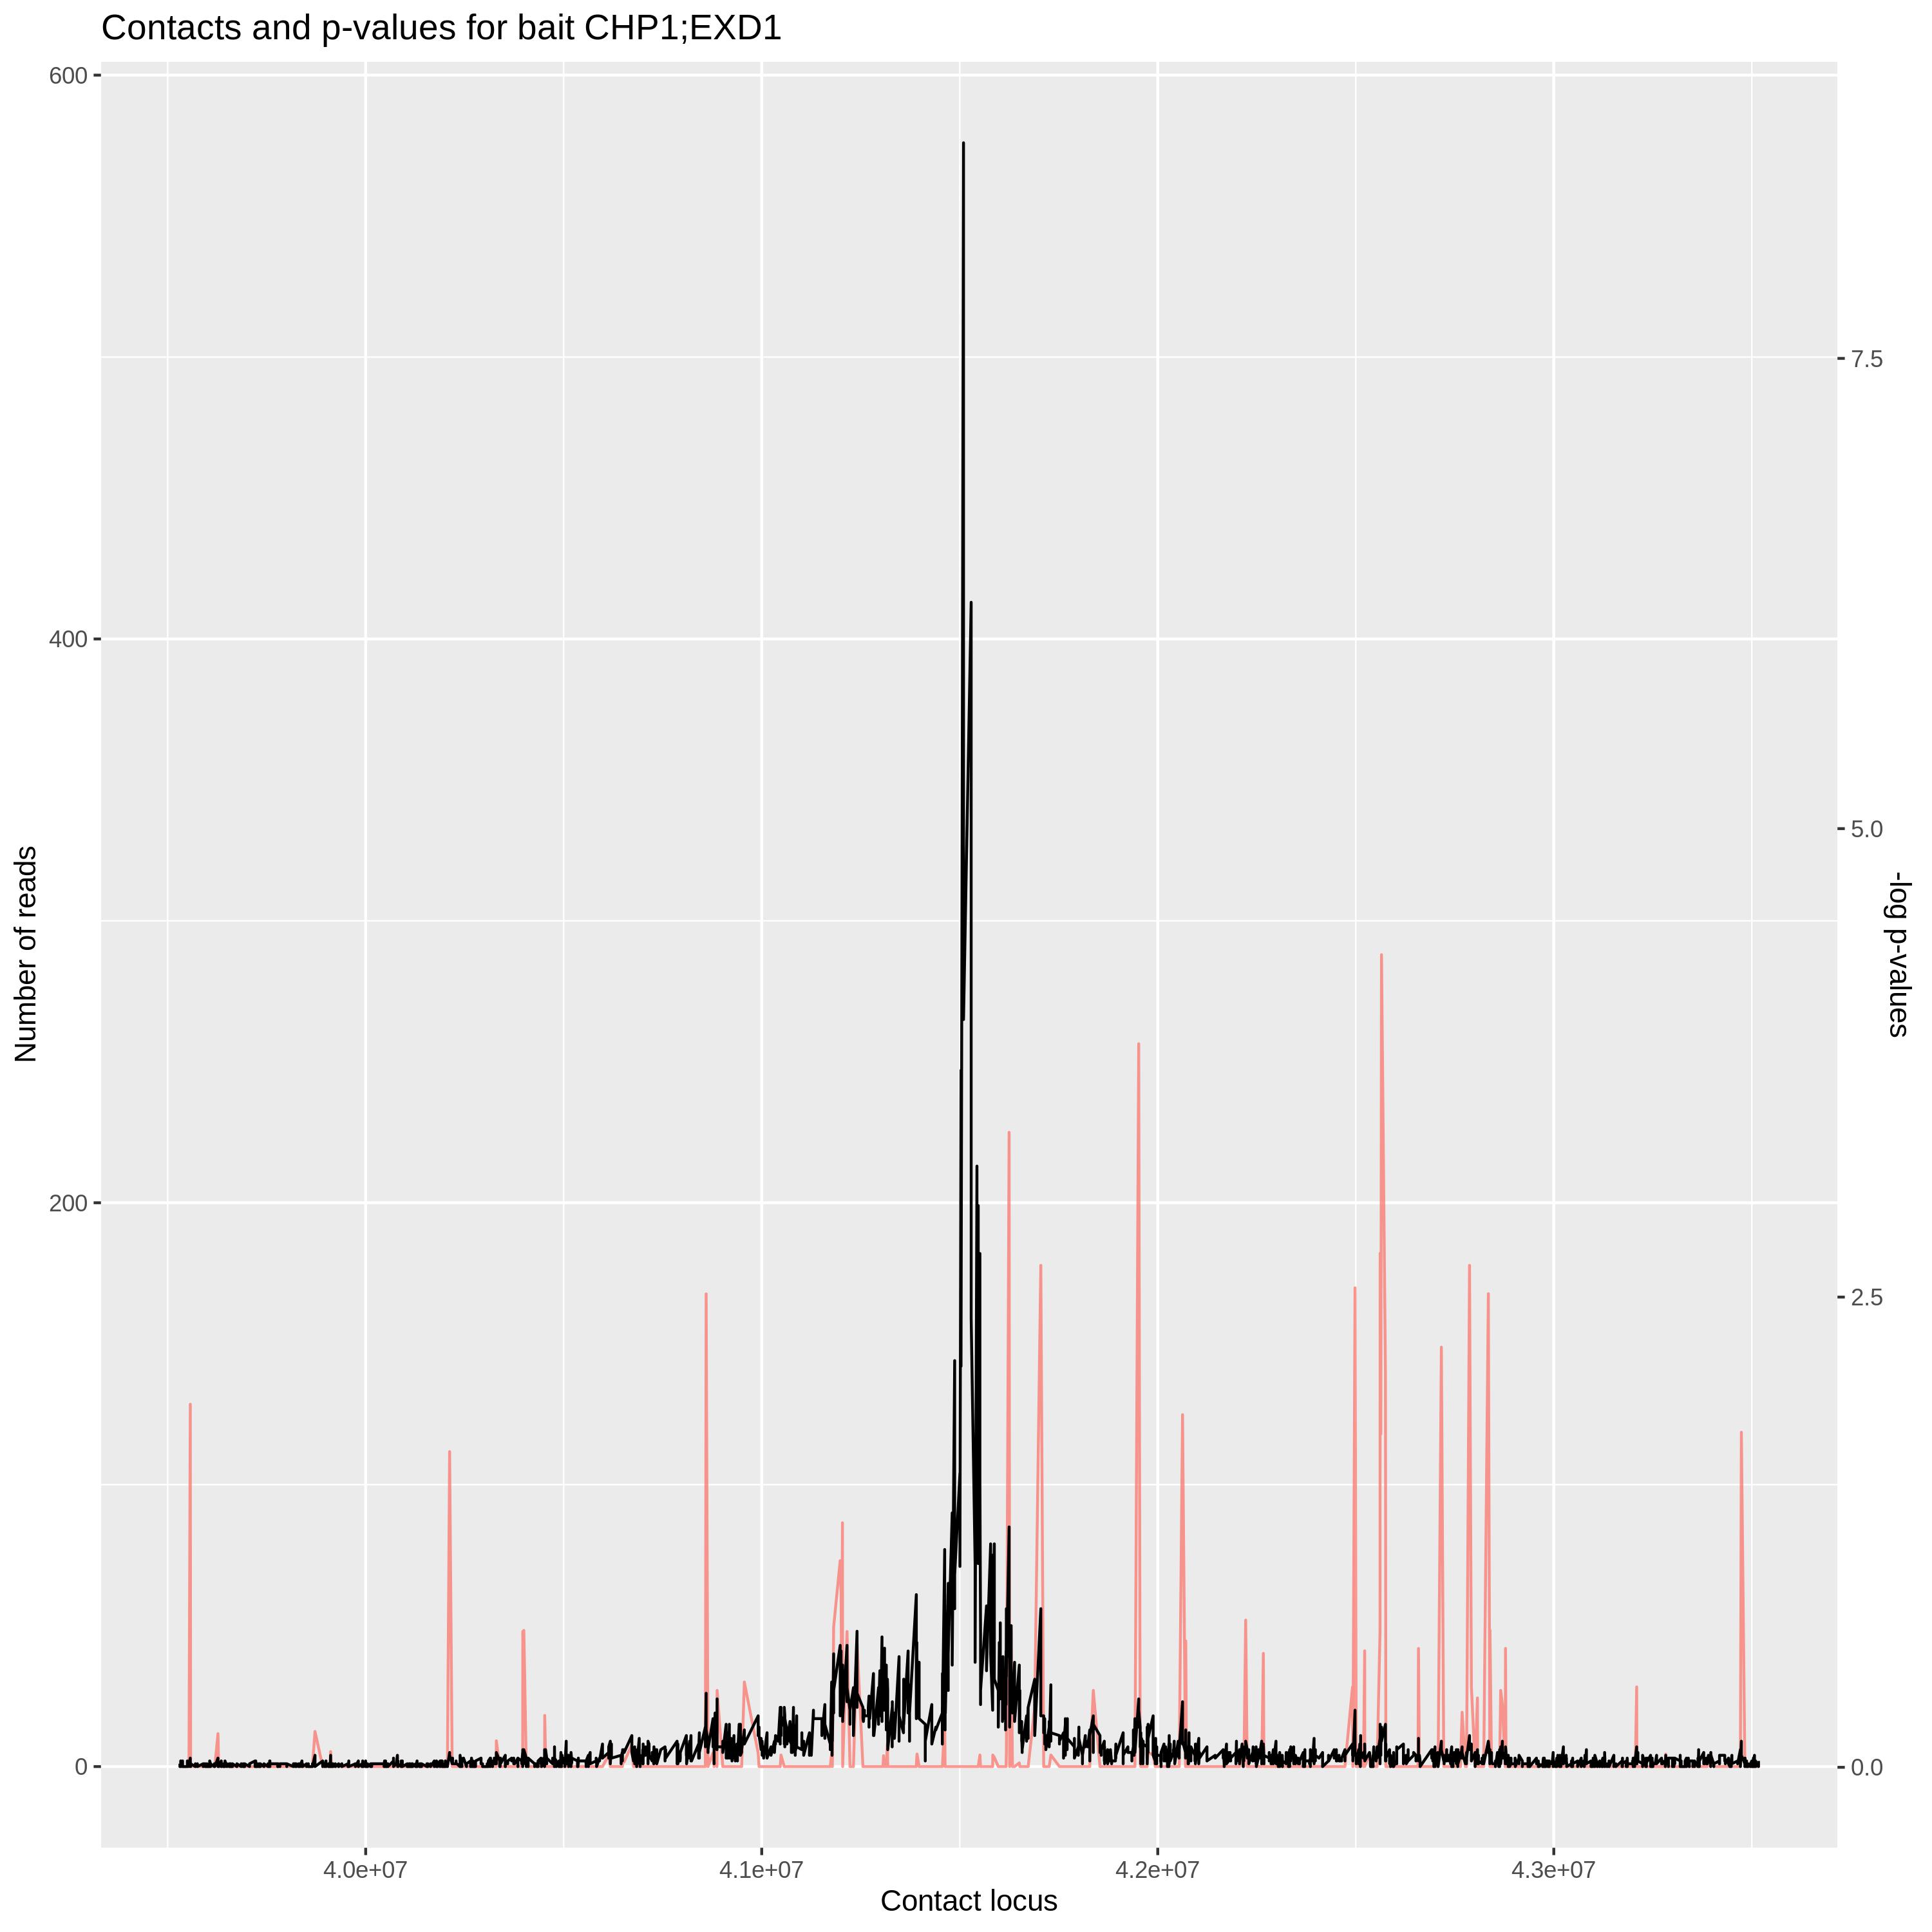 Contacts and p-values for bait CHP1;EXD1
600
400
200
0
Number of reads
7.5
5.0
2.5
0.0
-log p-values
4.0e+07
4.1e+07
4.2e+07
4.3e+07
Contact locus